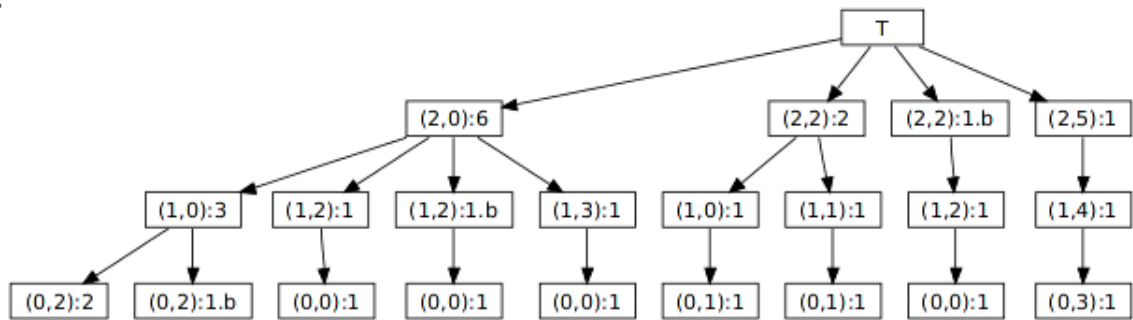 T
(2,0):6 (2,2):2 (2,2):1.b (2,5):1
(1,0):3 (1,2):1 (1,2):1.b (1,3):1 (1,0):1 (1,1):1 (1,2):1 (1,4):1
(0,2):2 (0,2):1.b (0,0):1 (0,0):1 (0,0):1 (0,1):1 (0,1):1 (0,0):1 (0,3):1